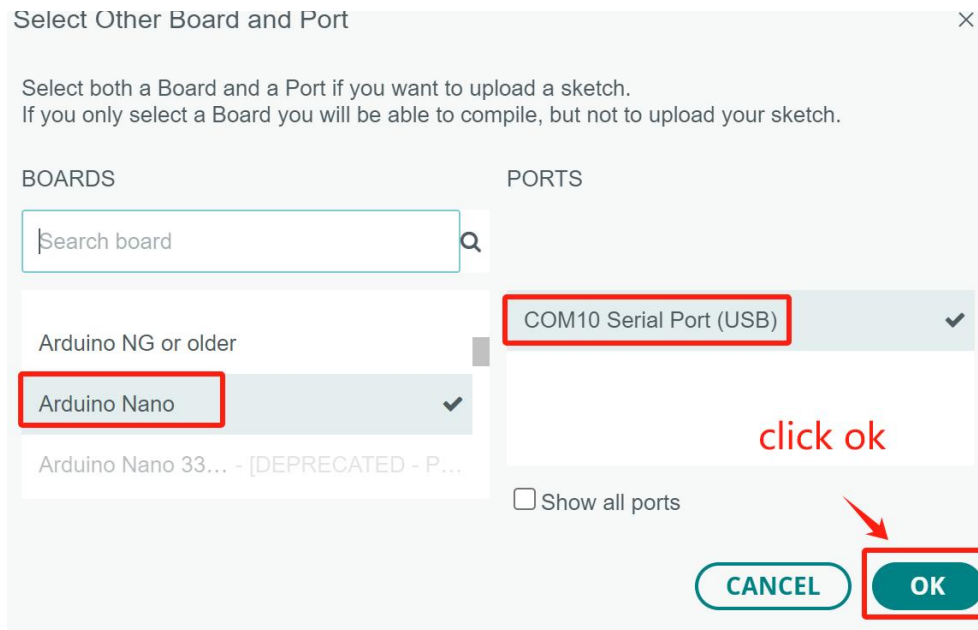 Select Other Board and Port
Select both a Board and a Port if you want to upload a sketch.
If you only select a Board you will be able to compile, but not to upload your sketch.
BOARDS
PORTS
Search board
Arduino NG or older
Arduino Nano
Arduino Nano 33... - [DEPRECATED - P...
COM10 Serial Port (USB)
click ok
Show all ports
CANCEL
OK